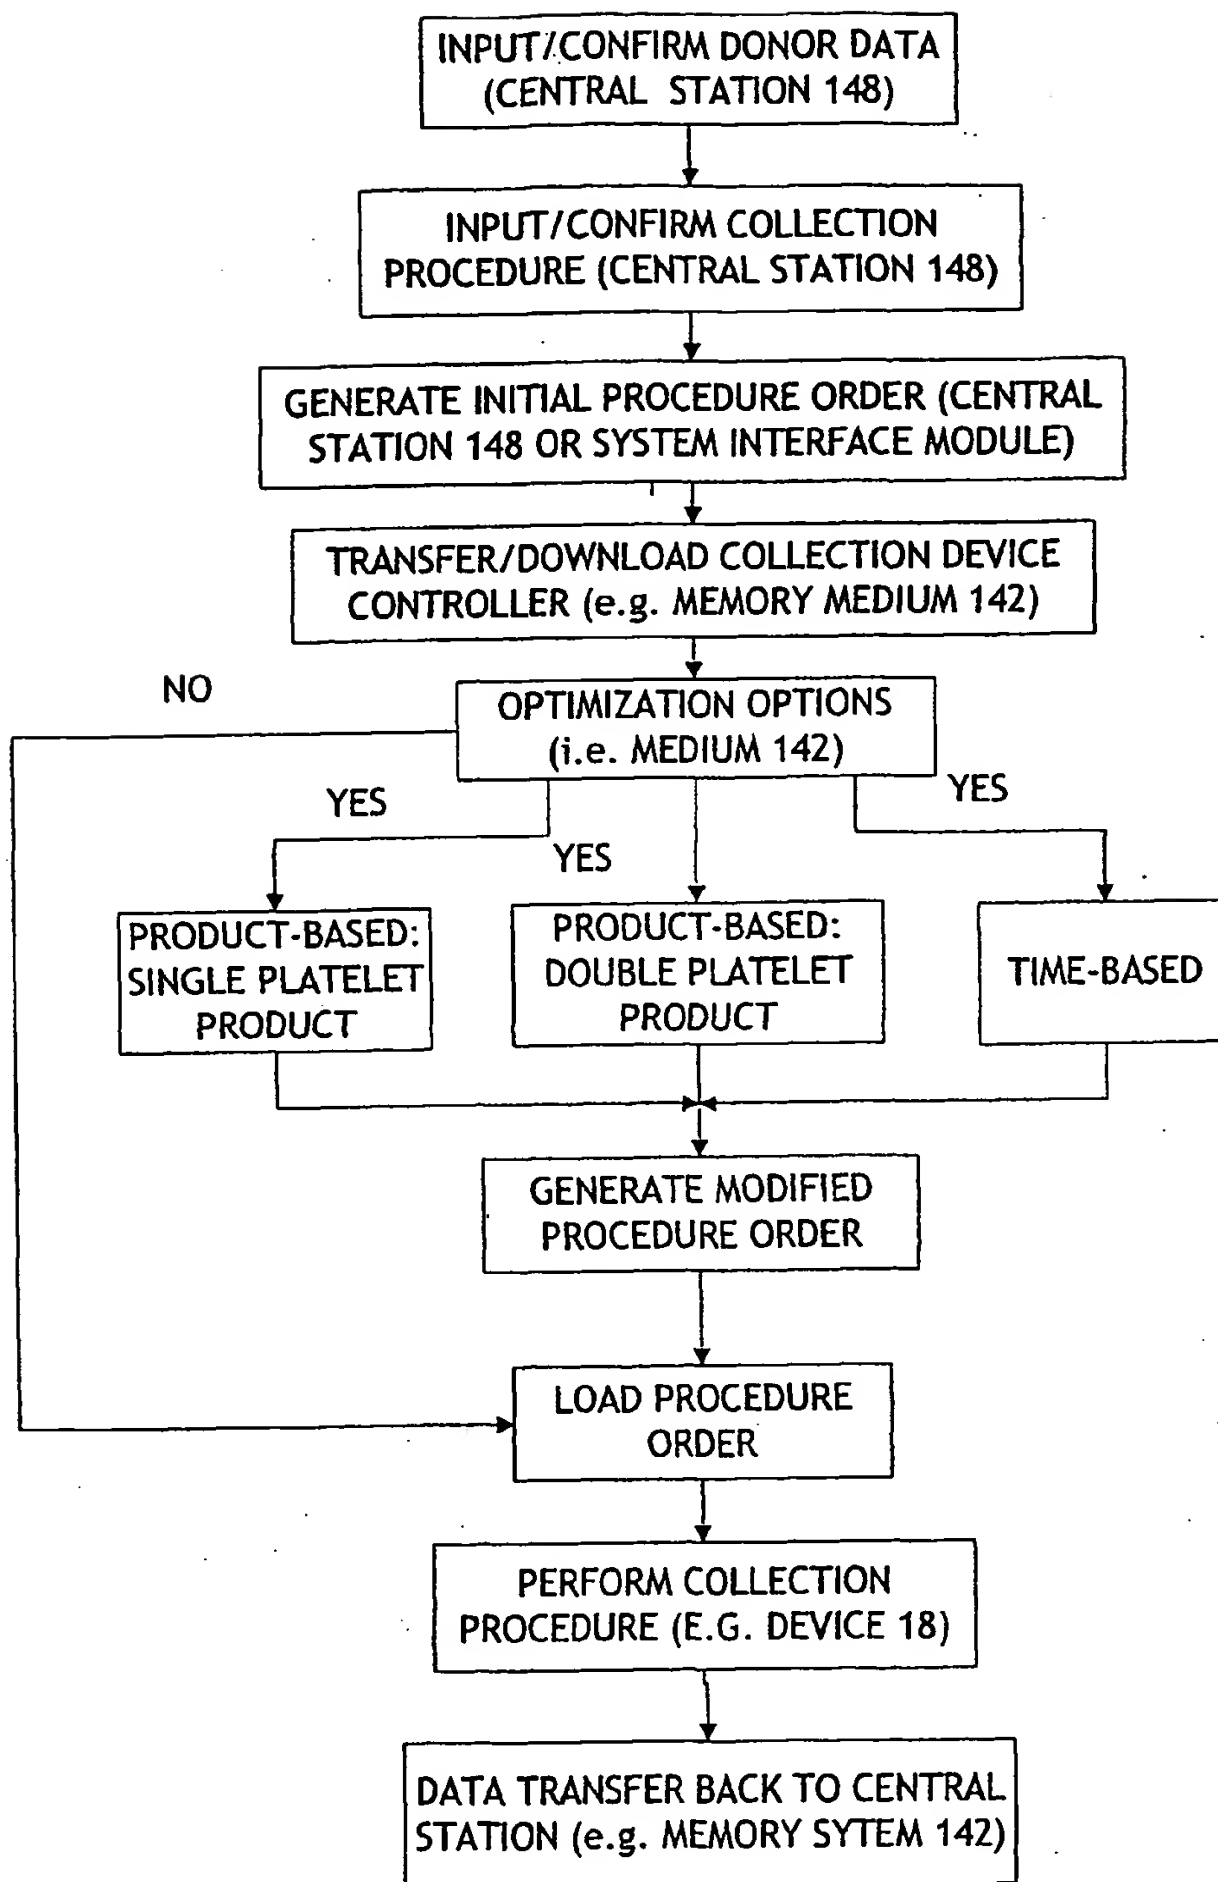 INPUT/CONFIRM DONOR DATA
(CENTRAL STATION 148)
INPUT/CONFIRM COLLECTION
PROCEDURE (CENTRAL STATION 148)
GENERATE INITIAL PROCEDURE ORDER (CENTRAL
STATION 148 OR SYSTEM INTERFACE MODULE)
TRANSFER/DOWNLOAD COLLECTION DEVICE
CONTROLLER (e.g. MEMORY MEDIUM 142)
NO
OPTIMIZATION OPTIONS
(i.e. MEDIUM 142)
YES
YES
YES
PRODUCT-BASED:
SINGLE PLATELET
PRODUCT
PRODUCT-BASED:
DOUBLE PLATELET
PRODUCT
TIME-BASED
GENERATE MODIFIED
PROCEDURE ORDER
LOAD PROCEDURE
ORDER
PERFORM COLLECTION
PROCEDURE (E.G. DEVICE 18)
DATA TRANSFER BACK TO CENTRAL
STATION (e.g. MEMORY SYTEM 142)